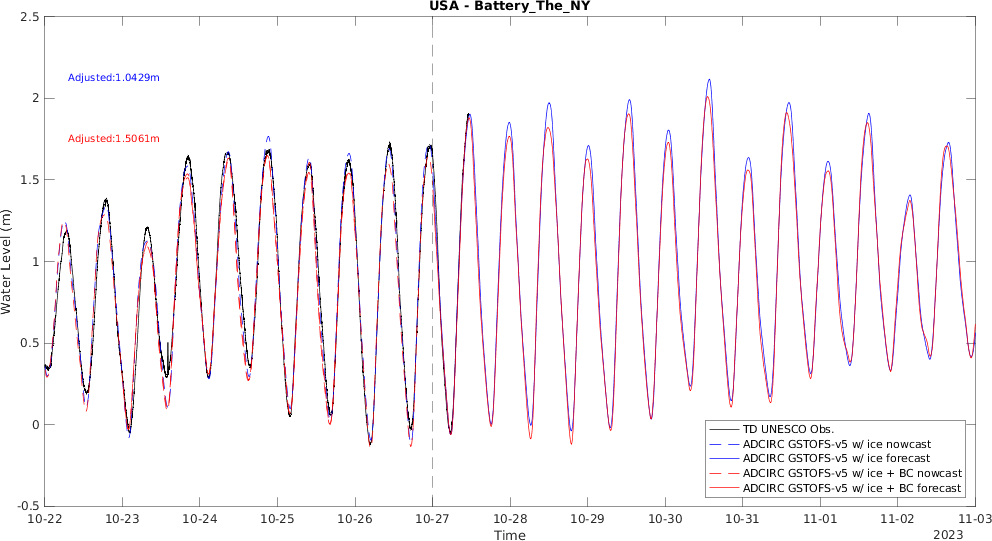 USA - Battery_The_NY
2.5
2
1.5
1
0.5
0
-0.5
Water Level (m)
Adjusted:1.0429m
Adjusted:1.5061m
TD UNESCO Obs.
ADCIRC GSTOFS-v5 w/ ice nowcast
ADCIRC GSTOFS-v5 w/ ice forecast
ADCIRC GSTOFS-v5 w/ ice + BC nowcast
ADCIRC GSTOFS-v5 w/ ice + BC forecast
10-22 10-23 10-24 10-25 10-26 10-27 10-28 10-29 10-30 10-31 11-01 11-02 11-03
Time
2023